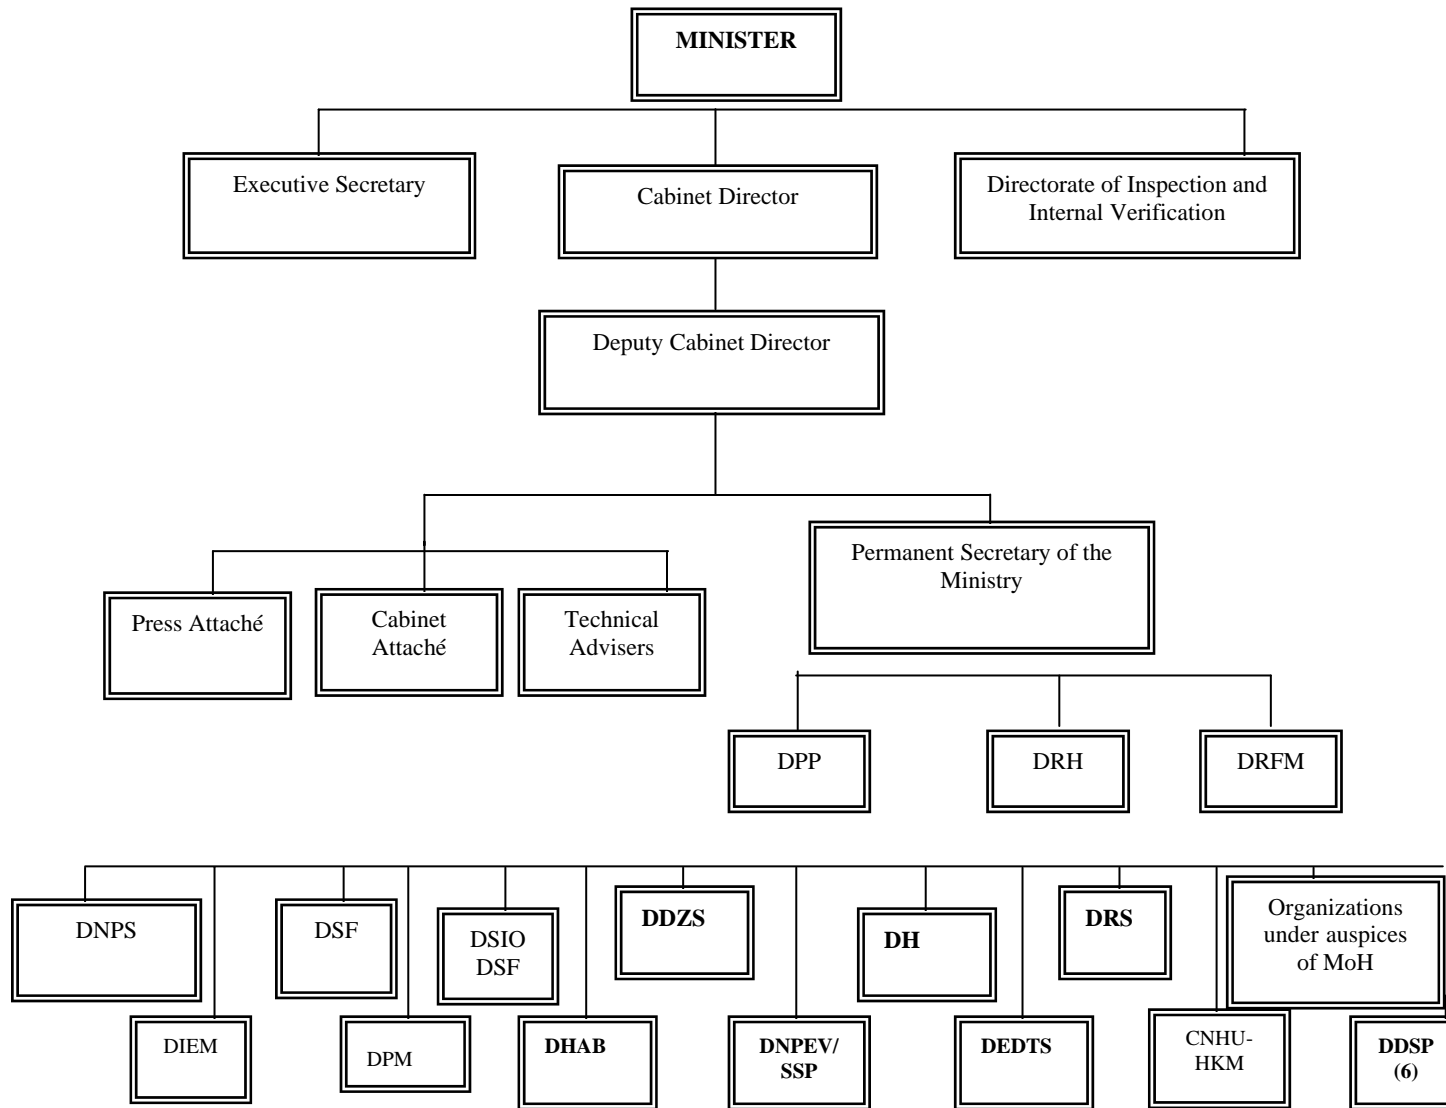 MINISTER
Executive Secretary
Cabinet Director
Directorate of Inspection and
Internal Verification
Deputy Cabinet Director
Permanent Secretary of the
Ministry
Press Attaché
Cabinet
Attaché
Technical
Advisers
DPP
DRH
DRFM
DNPS
DSF
DSIO
DSF
DDZS
DH
DRS
Organizations
under auspices
of MoH
DIEM
DPM
DHAB
DNPEV/
SSP
DEDTS
CNHU-
HKM
DDSP
(6)